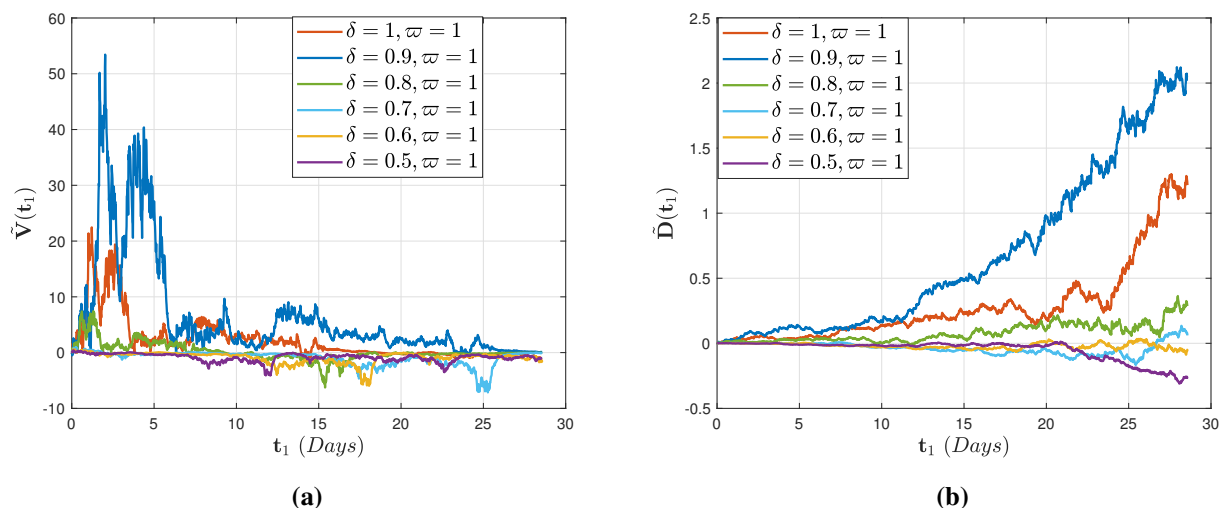 60
50
40
30
20
10
0
-10
Ṽ(t₁)
δ = 1, ϖ = 1
δ = 0.9, ϖ = 1
δ = 0.8, ϖ = 1
δ = 0.7, ϖ = 1
δ = 0.6, ϖ = 1
δ = 0.5, ϖ = 1
0 5 10 15 20 25 30
t₁ (Days)
(a)
2.5
2
1.5
1
0.5
0
-0.5
D̃(t₁)
δ = 1, ϖ = 1
δ = 0.9, ϖ = 1
δ = 0.8, ϖ = 1
δ = 0.7, ϖ = 1
δ = 0.6, ϖ = 1
δ = 0.5, ϖ = 1
0 5 10 15 20 25 30
t₁ (Days)
(b)